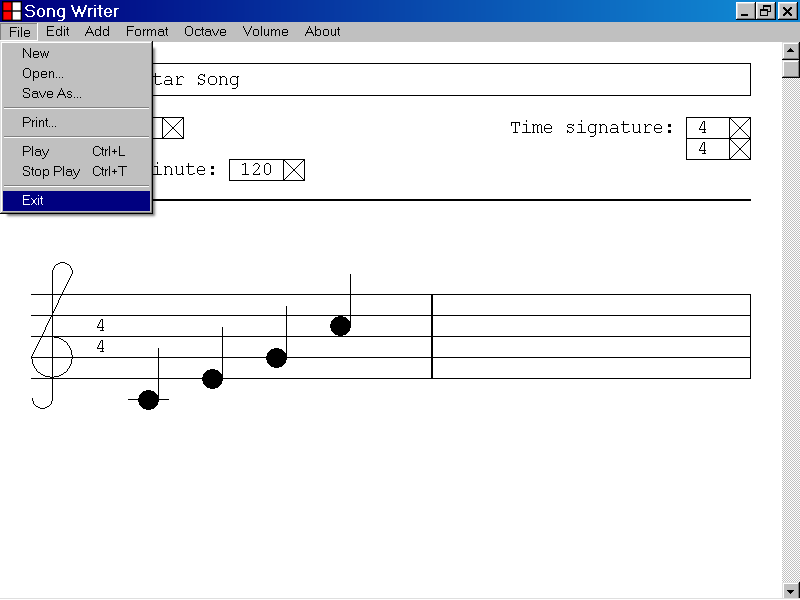 Song Writer
File Edit Add Format Octave Volume About
New
Open...
Save As...
Print...
Play Ctrl+L
Stop Play Ctrl+T
Exit
tar Song
Time signature: 4
4
inute: 120
4
4